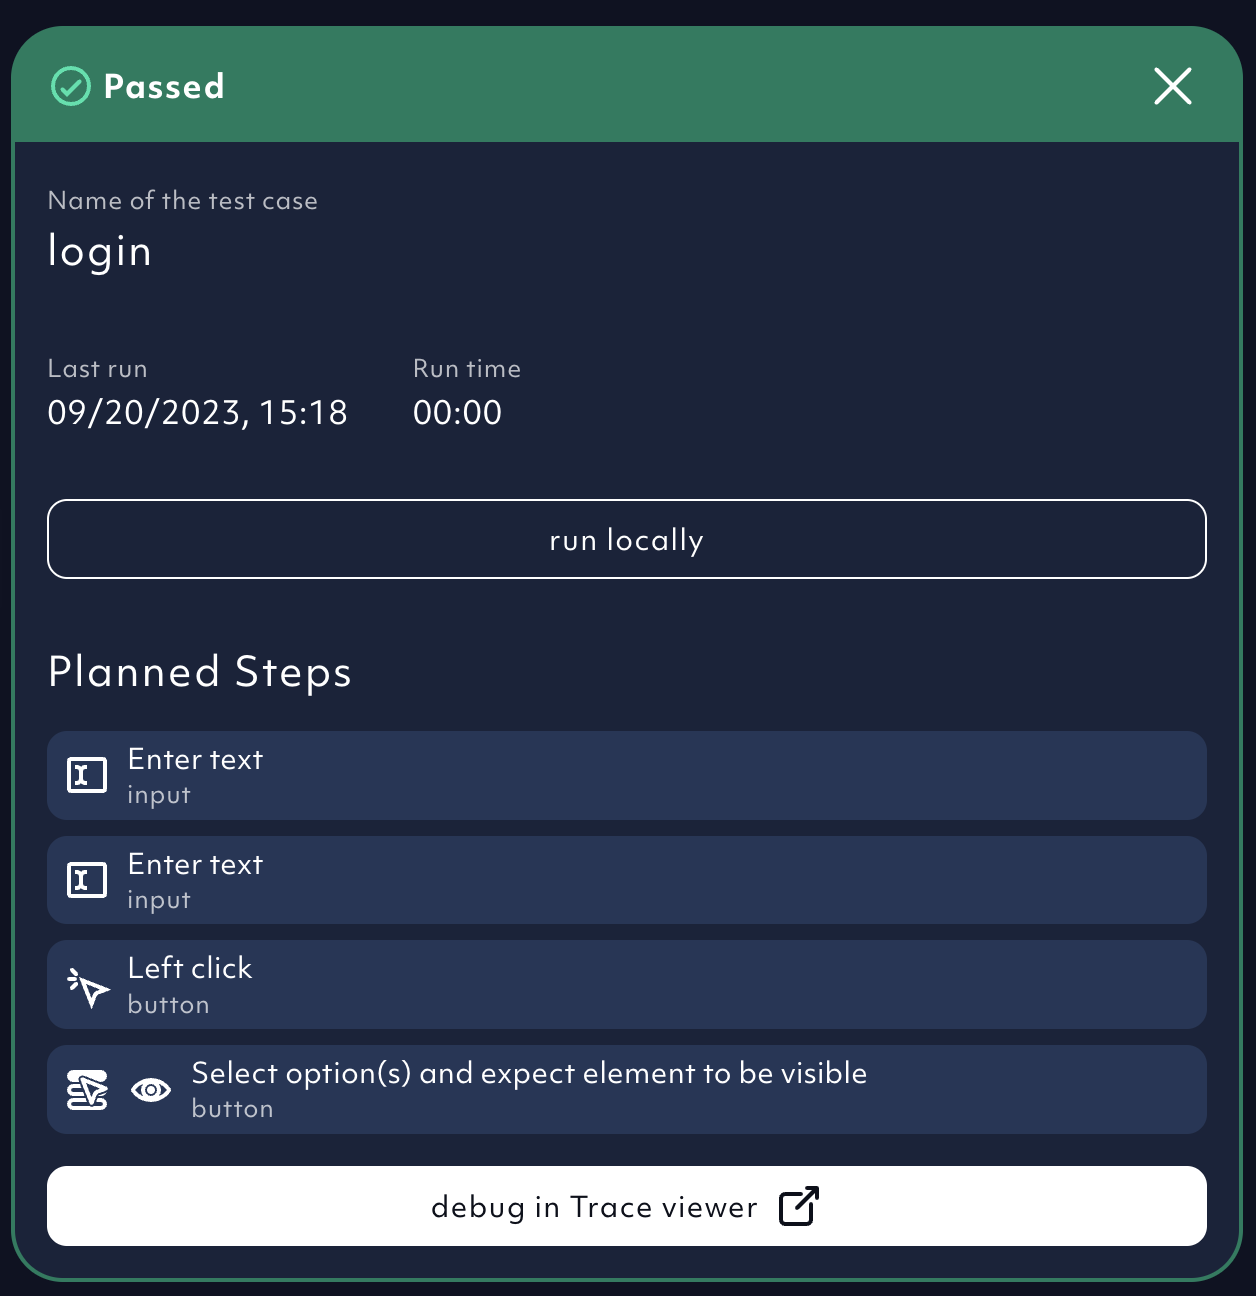 Passed
Name of the test case
login
Last run
Run time
09/20/2023, 15:18
00:00
run locally
Planned Steps
Enter text
input
Enter text
input
Left click
button
Select option(s) and expect element to be visible
button
debug in Trace viewer